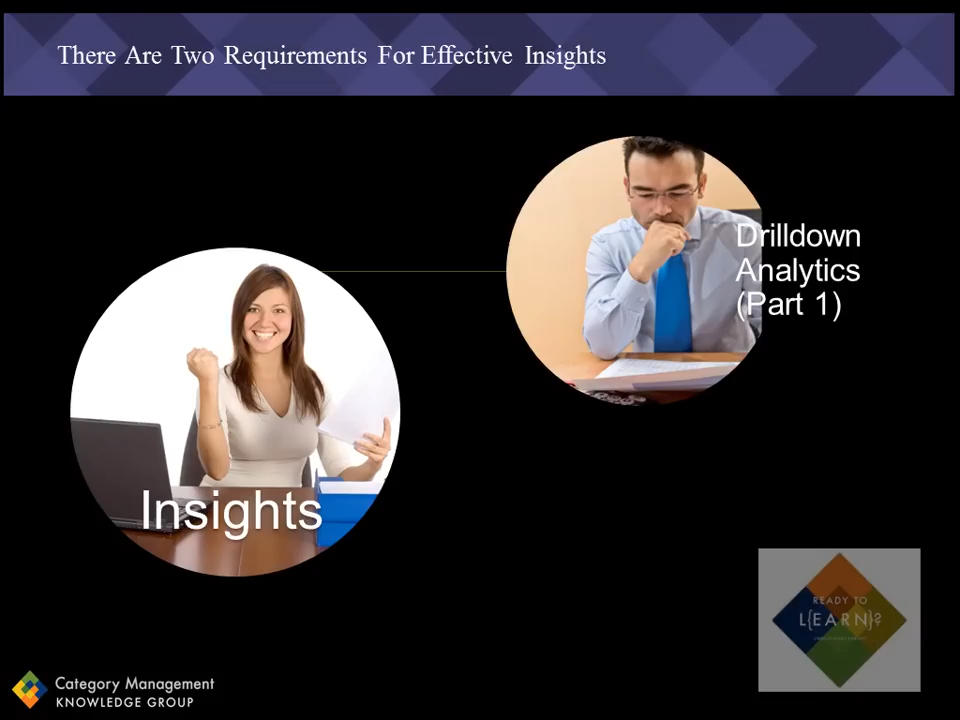 There Are Two Requirements For Effective Insights
Drilldown
Analytics
(Part 1)
Insights
READY TO
L{EARN}?
Category Management
KNOWLEDGE GROUP